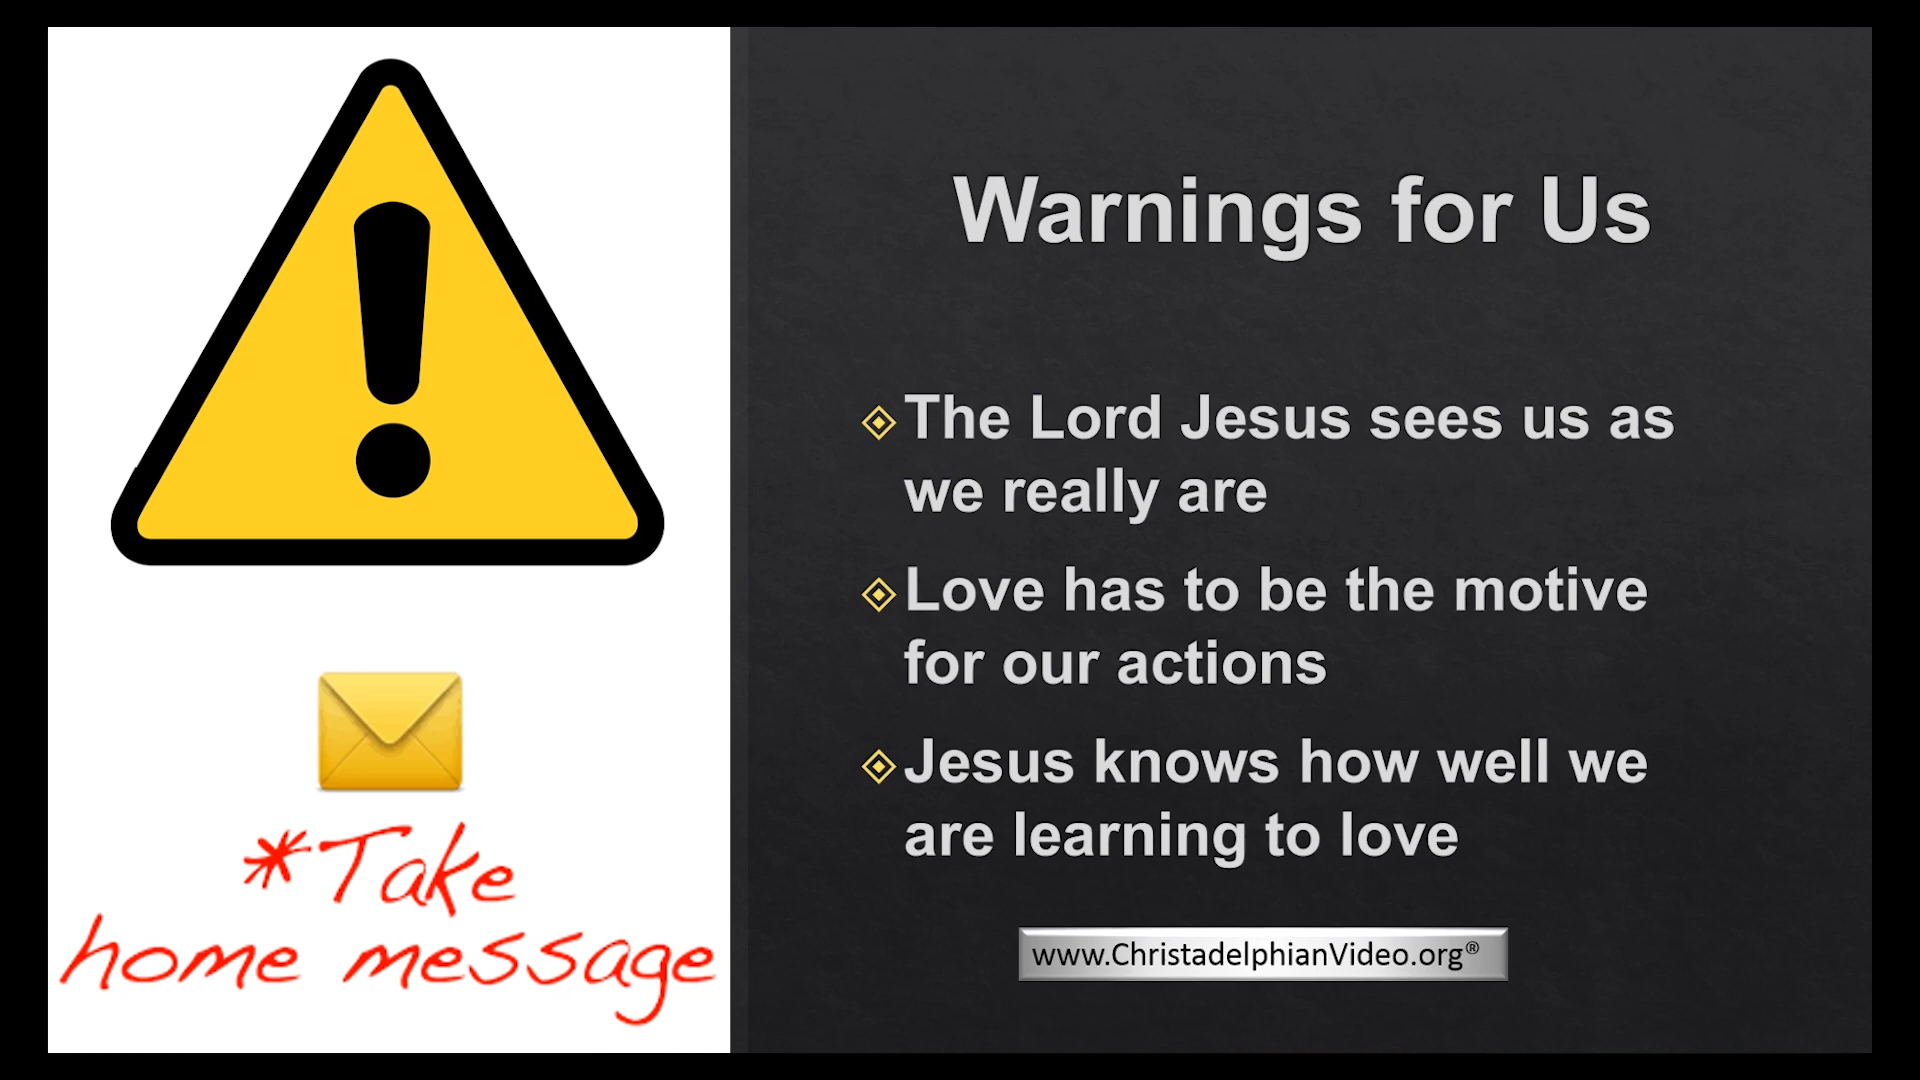 *Take
home message
Warnings for Us
The Lord Jesus sees us as
we really are
Love has to be the motive
for our actions
Jesus knows how well we
are learning to love
www.ChristadelphianVideo.org®